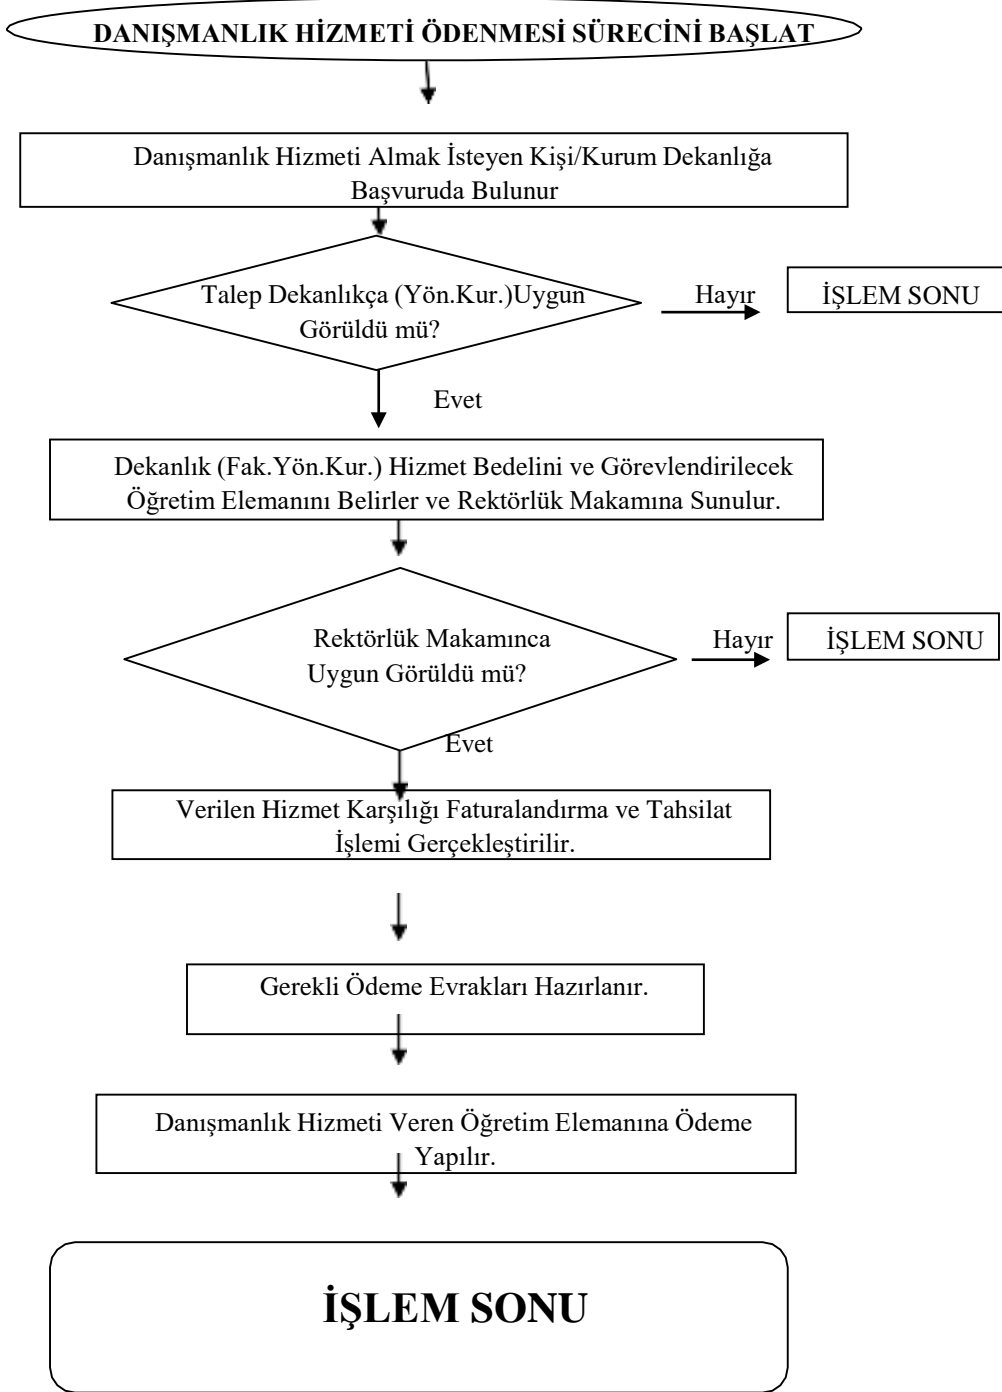 DANIŞMANLIK HİZMETİ ÖDENMESİ SÜRECİNİ BAŞLAT
Danışmanlık Hizmeti Almak İsteyen Kişi/Kurum Dekanlığa
Başvuruda Bulunur
Talep Dekanlıkça (Yön.Kur.)Uygun
Görüldü mü?
Hayır
İŞLEM SONU
Evet
Dekanlık (Fak.Yön.Kur.) Hizmet Bedelini ve Görevlendirilecek
Öğretim Elemanını Belirler ve Rektörlük Makamına Sunulur.
Rektörlük Makamınca
Uygun Görüldü mü?
Hayır
İŞLEM SONU
Evet
Verilen Hizmet Karşılığı Faturalandırma ve Tahsilat
İşlemi Gerçekleştirilir.
Gerekli Ödeme Evrakları Hazırlanır.
Danışmanlık Hizmeti Veren Öğretim Elemanına Ödeme
Yapılır.
İŞLEM SONU